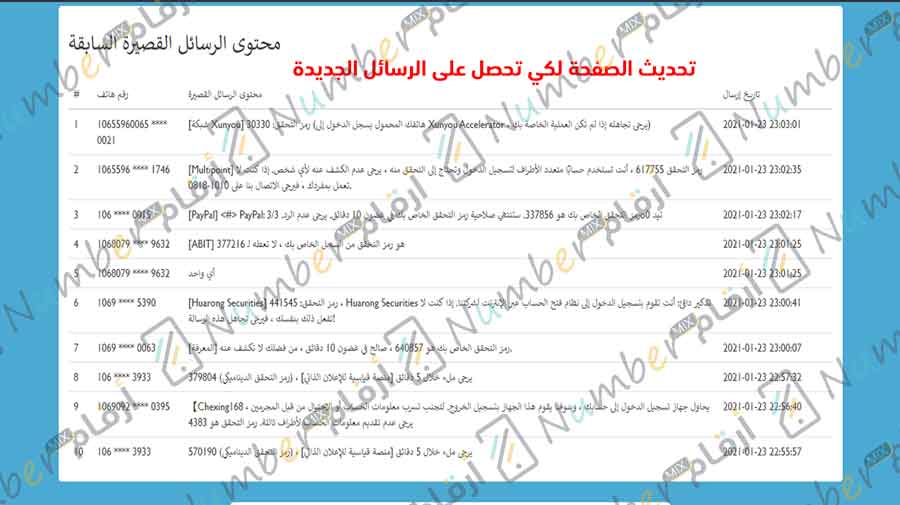 محتوى الرسائل القصيرة السابقة
تحديث الصفحة لكي تحصل على الرسائل الجديدة
# رقم هاتف محتوى الرسائل القصيرة تاريخ إرسال
1 10655960065 **** 0021 [شبكة Xunyou] رمز التحقق: 30330 (يرجى تجاهله إذا لم تكن العملية الخاصة بك ، Xunyou Accelerator هاتفك المحمول يسجل الدخول إلى) 2021-01-23 23:03:01
2 1065596 **** 1746 [Multipoint] رمز التحقق 617755 ، أنت تستخدم حسابًا متعدد الأطراف لتسجيل الدخول وتحتاج إلى التحقق منه ، يرجى عدم الكشف عنه لأي شخص. إذا كنت لا 2021-01-23 23:02:35
تعمل بمفردك ، فيرجى الاتصال بنا على 1010-0818.
3 106 **** 0915 [PayPal] <#> PayPal: 3/3 رمز التحقق الخاص بك هو 337856. ستنتهي صلاحية رمز التحقق الخاص بك في غضون 10 دقائق. يرجى عدم الرد. 2021-01-23 23:02:17
4 1068079 **** 9632 [ABIT] 377216 هو رمز التحقق من السجل الخاص بك ، لا تعطه لـ 2021-01-23 23:01:25
5 1068079 **** 9632 أي واحد 2021-01-23 23:01:25
6 1069 **** 5390 [Huarong Securities] رمز التحقق: 441545 ، Huarong Securities تفكير دافئ: أنت تقوم بتسجيل الدخول إلى نظام فتح الحساب عبر الإنترنت لشركتنا. إذا كنت لا 2021-01-23 23:00:41
تفعل ذلك بنفسك ، فيرجى تجاهل هذه الرسالة!
7 1069 **** 0063 [المعرفة] رمز التحقق الخاص بك هو 640857 ، صالح في غضون 10 دقائق ، من فضلك لا تكشف عنه. 2021-01-23 23:00:07
8 106 **** 3933 379804 (رمز التحقق الديناميكي) ، [منصة قياسية للإعلان الذاتي] يرجى ملء خلال 5 دقائق 2021-01-23 22:57:32
9 1069092 **** 0395 【Chexing168 يحاول جهاز تسجيل الدخول إلى حسابك ، وسوف يقوم هذا الجهاز بتسجيل الخروج. لتجنب تسرب معلومات الحساب أو الاحتيال من قبل المجرمين ، 2021-01-23 22:56:40
يرجى عدم تقديم معلومات الحساب لأطراف ثالثة. رمز التحقق هو 4383
10 106 **** 3933 570190 (رمز التحقق الديناميكي) ، [منصة قياسية للإعلان الذاتي] يرجى ملء خلال 5 دقائق 2021-01-23 22:55:57
Number MIX أرقام